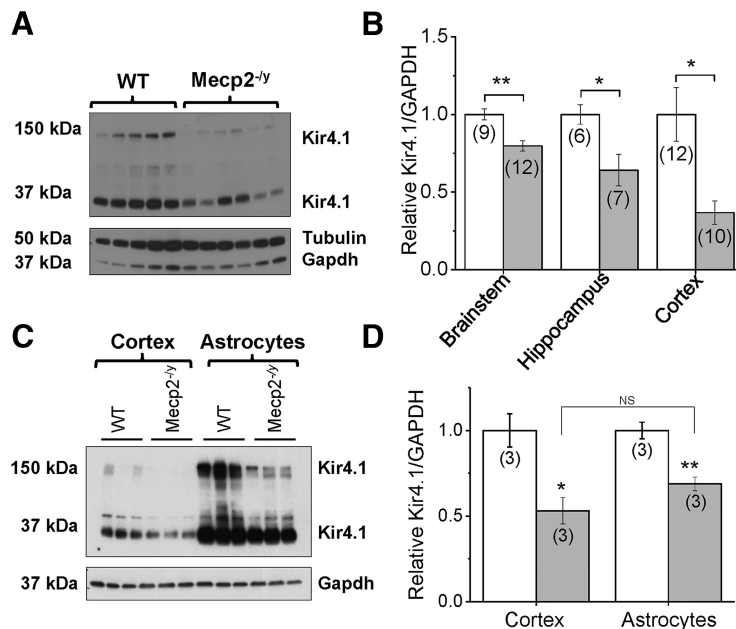 A
WT Mecp2-/y
150 kDa Kir4.1
37 kDa Kir4.1
50 kDa Tubulin
37 kDa Gapdh
B
Relative Kir4.1/GAPDH
1.5
1.0
0.5
0.0
** * *
(9) (12) (6) (7) (12) (10)
Brainstem Hippocampus Cortex
C
Cortex Astrocytes
WT Mecp2-/y WT Mecp2-/y
150 kDa Kir4.1
37 kDa Kir4.1
37 kDa Gapdh
D
Relative Kir4.1/GAPDH
1.0
0.5
0.0
NS
* **
(3) (3) (3) (3)
Cortex Astrocytes